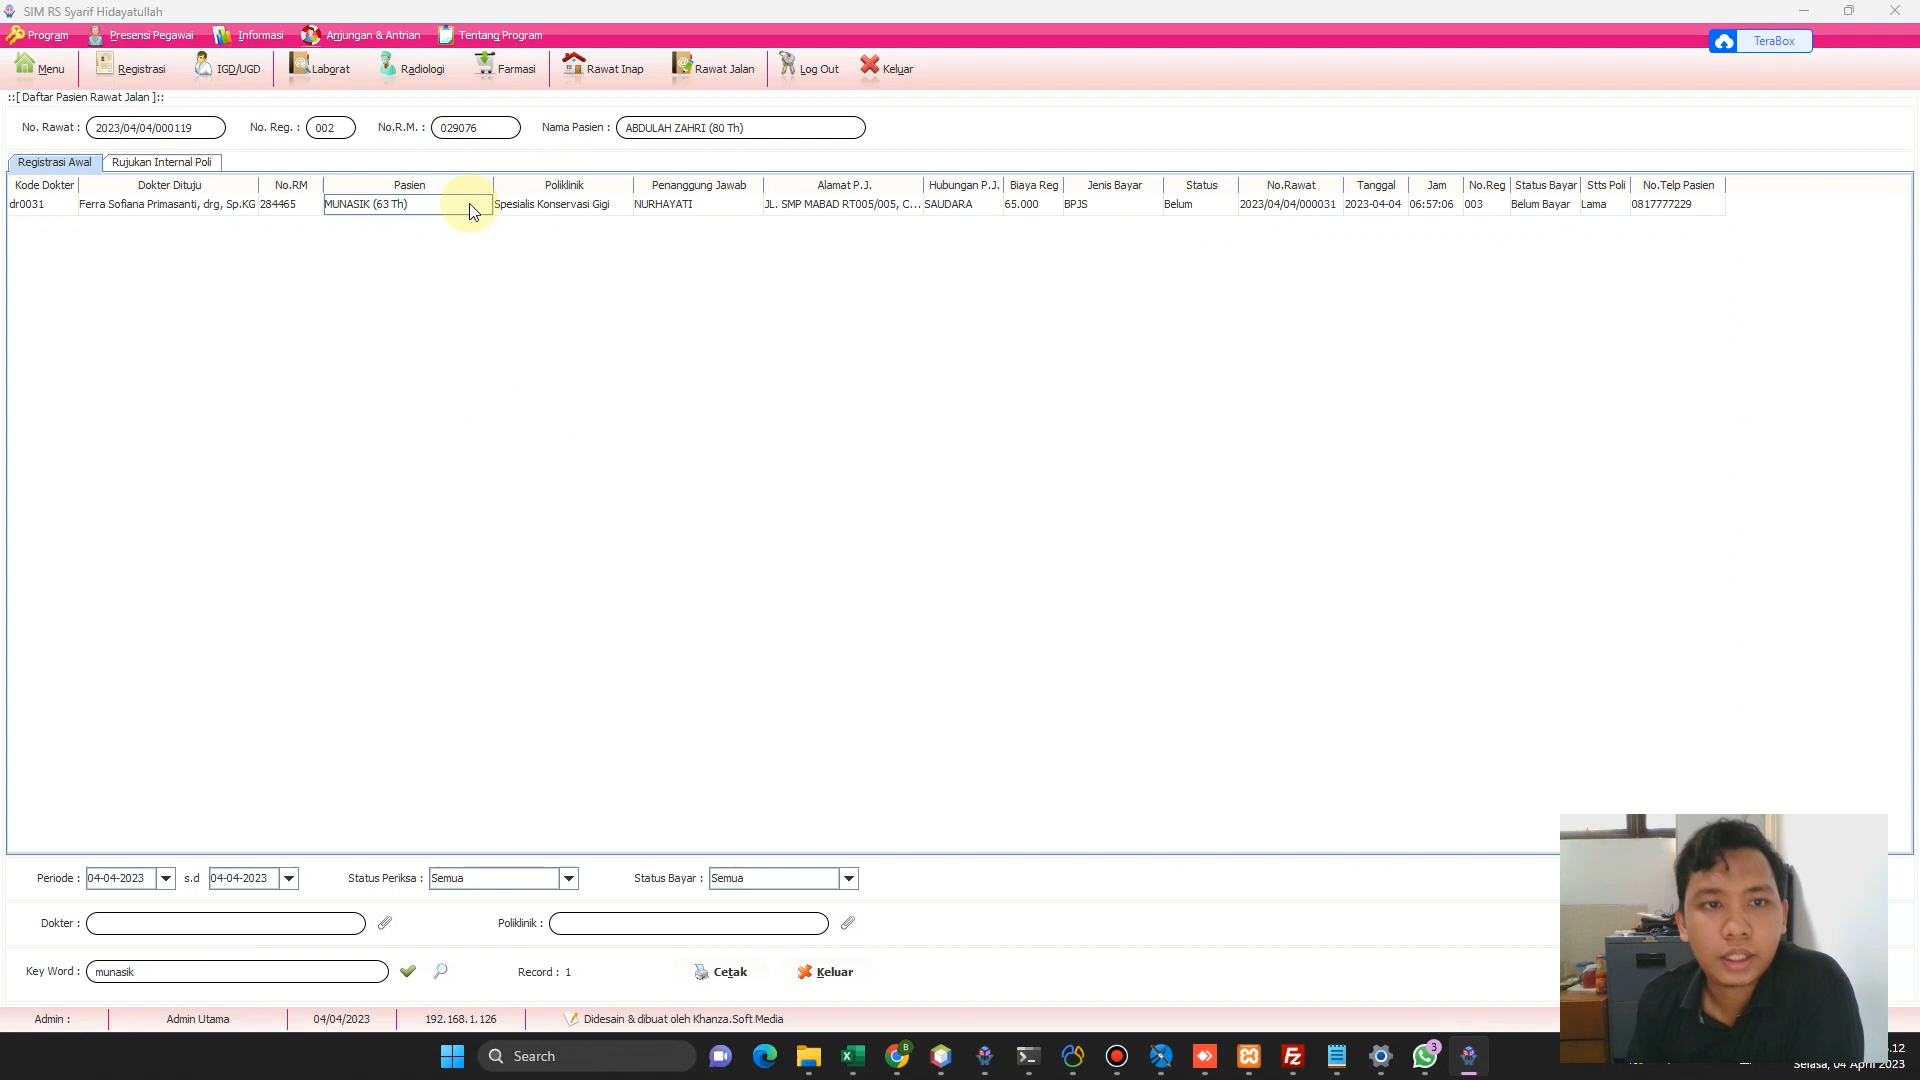 SIM RS Syarif Hidayatullah
Program Presensi Pegawai Informasi Anjungan & Antrian Tentang Program
TeraBox
Menu Registrasi IGD/UGD Laborat Radiologi Farmasi Rawat Inap Rawat Jalan Log Out Keluar
::[ Daftar Pasien Rawat Jalan ]::
No. Rawat : 2023/04/04/000119 No. Reg. : 002 No.R.M. : 029076 Nama Pasien : ABDULAH ZAHRI (80 Th)
Registrasi Awal Rujukan Internal Poli
Kode Dokter Dokter Dituju No.RM Pasien Poliklinik Penanggung Jawab Alamat P.J. Hubungan P.J. Biaya Reg Jenis Bayar Status No.Rawat Tanggal Jam No.Reg Status Bayar Stts Poli No.Telp Pasien
dr0031 Ferra Sofiana Primasanti, drg, Sp.KG 284465 MUNASIK (63 Th) Spesialis Konservasi Gigi NURHAYATI JL. SMP MABAD RT005/005, C... SAUDARA 65.000 BPJS Belum 2023/04/04/000031 2023-04-04 06:57:06 003 Belum Bayar Lama 0817777229
Periode : 04-04-2023 s.d 04-04-2023 Status Periksa : Semua Status Bayar : Semua
Dokter : Poliklinik :
Key Word : munasik Record : 1 Cetak Keluar
Admin : Admin Utama 04/04/2023 192.168.1.126 Didesain & dibuat oleh Khanza.Soft Media
Search B 3 .12
Selasa, 04 April 2023